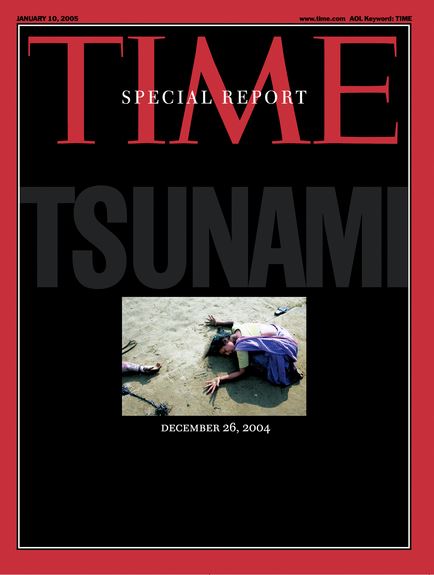 JANUARY 10, 2005 www.time.com AOL Keyword: TIME
TIME
SPECIAL REPORT
TSUNAMI
DECEMBER 26, 2004